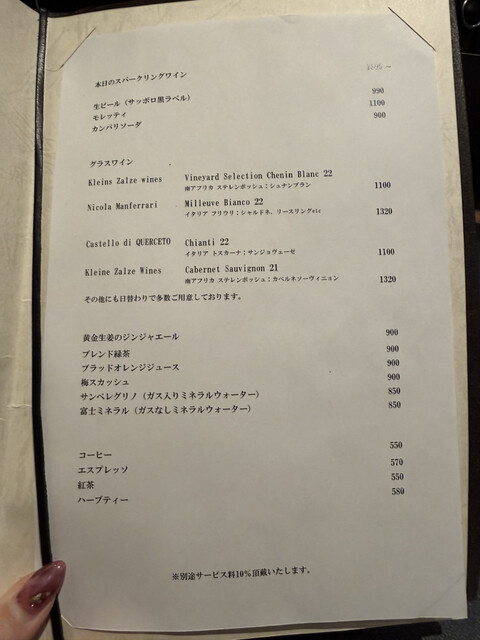 本日のスパークリングワイン
生ビール（サッポロ黒ラベル） 990
モレッティ 1100
カンパリソーダ 900
グラスワイン
Kleins Zalze wines Vineyard Selection Chenin Blanc 22
南アフリカ ステレンボッシュ：シュナンブラン 1100
Nicola Manferrari Milleuve Bianco 22
イタリア フリウリ：シャルドネ、リースリングetc 1320
Castello di QUERCETO Chianti 22
イタリア トスカーナ：サンジョヴェーゼ 1100
Kleine Zalze Wines Cabernet Sauvignon 21
南アフリカ ステレンボッシュ：カベルネソーヴィニョン 1320
その他にも日替わりで多数ご用意しております。
黄金生姜のジンジャエール 900
ブレンド緑茶 900
ブラッドオレンジジュース 900
梅スカッシュ 900
サンペレグリノ（ガス入りミネラルウォーター） 850
富士ミネラル（ガスなしミネラルウォーター） 850
コーヒー 550
エスプレッソ 570
紅茶 550
ハーブティー 580
※別途サービス料10%頂戴いたします。